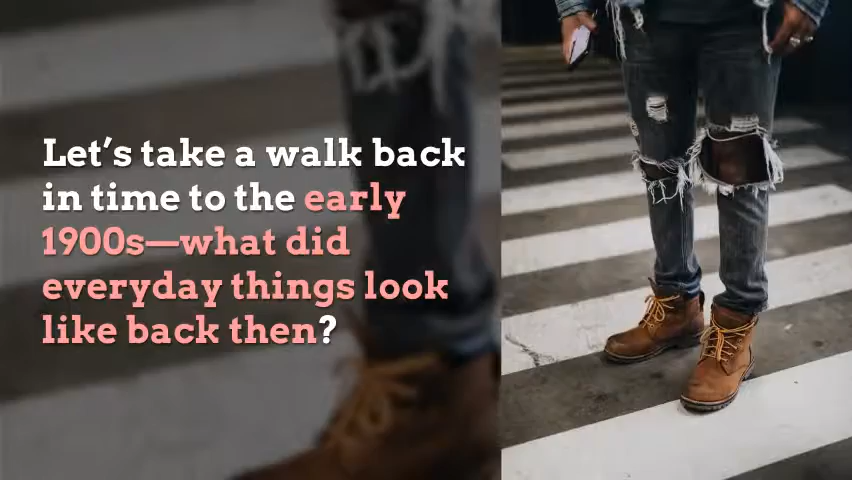 Let’s take a walk back
in time to the early
1900s—what did
everyday things look
like back then?